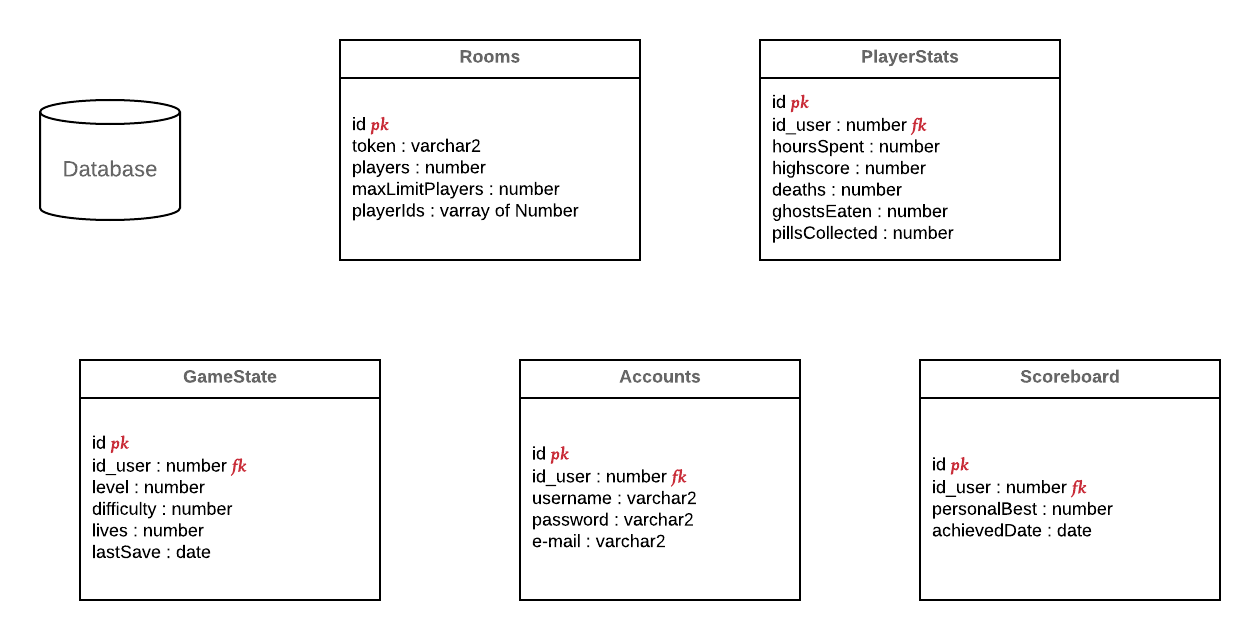 Database
Rooms
id pk
token : varchar2
players : number
maxLimitPlayers : number
playerIds : varray of Number
PlayerStats
id pk
id_user : number fk
hoursSpent : number
highscore : number
deaths : number
ghostsEaten : number
pillsCollected : number
GameState
id pk
id_user : number fk
level : number
difficulty : number
lives : number
lastSave : date
Accounts
id pk
id_user : number fk
username : varchar2
password : varchar2
e-mail : varchar2
Scoreboard
id pk
id_user : number fk
personalBest : number
achievedDate : date